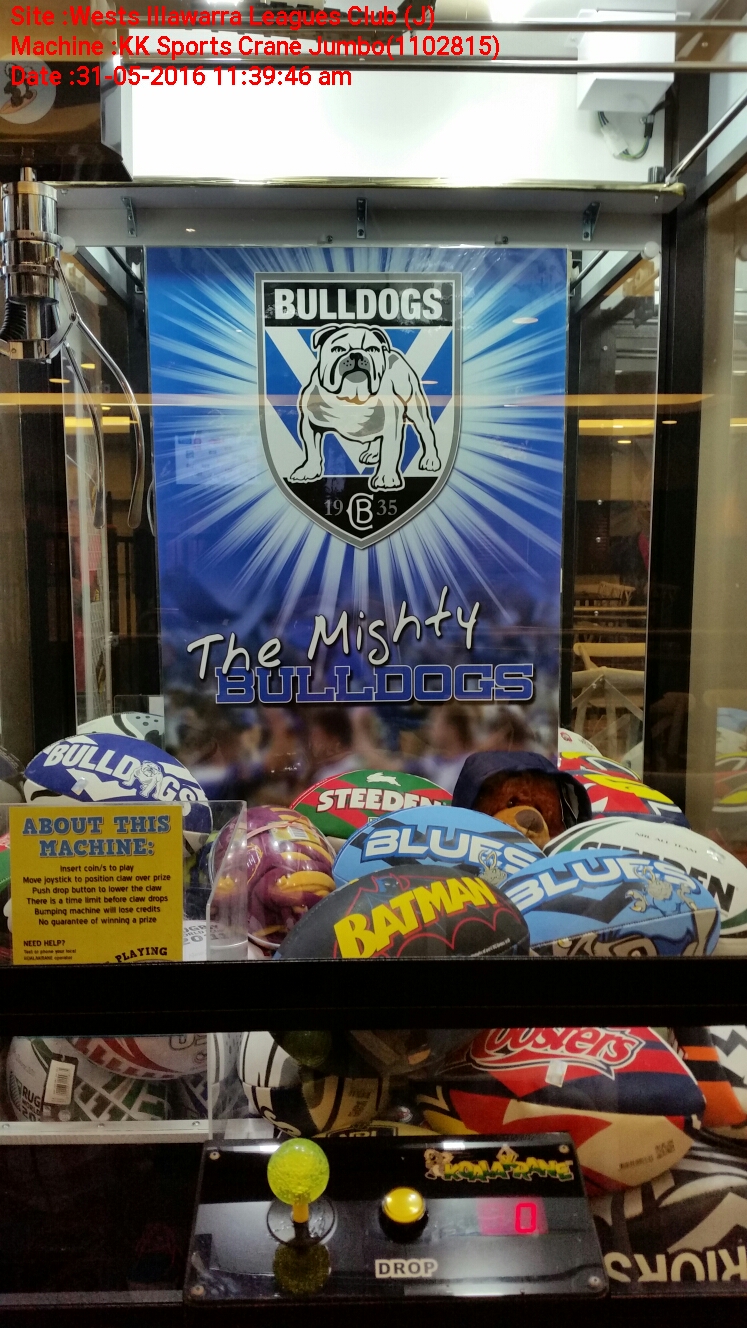 Site :Wests Illawarra Leagues Club (J)
Machine :KK Sports Crane Jumbo(1102815)
Date :31-05-2016 11:39:46 am
BULLDOGS
19 CB 35
The Mighty
BULLDOGS
BULLDOGS
STEEDEN
BLUES
BLUES
BATMAN
ABOUT THIS
MACHINE:
Insert coin/s to play
Move joystick to position claw over prize
Push drop button to lower the claw
There is a time limit before claw drops
Bumping machine will lose credits
No guarantee of winning a prize
NEED HELP?
PLAYING
Roosters
KOALAKRANE
0
DROP